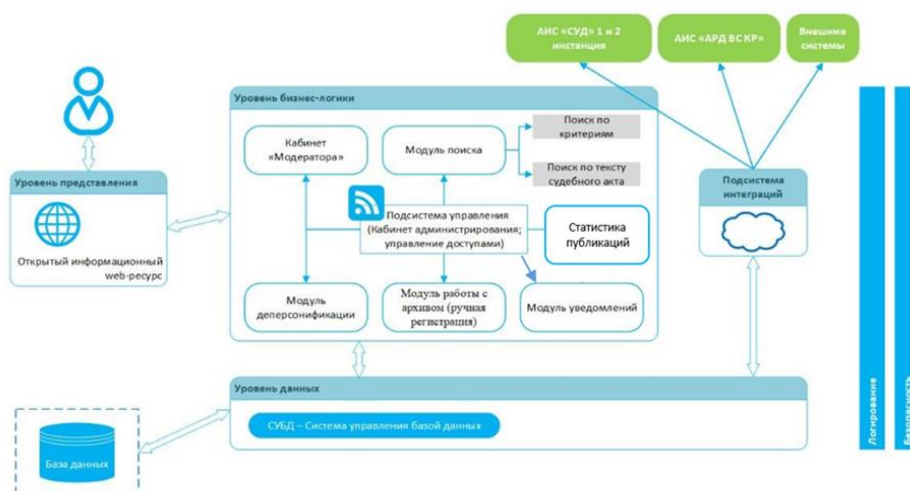 АИС «СУД» 1 и 2
инстанция
АИС «АРД ВС КР»
Внешние
системы
Уровень бизнес-логики
Кабинет
«Модератора»
Модуль поиска
Поиск по
критериям
Поиск по тексту
судебного акта
Уровень представления
Открытый информационный
web-ресурс
Подсистема управления
(Кабинет администрирования;
управление доступами)
Статистика
публикаций
Подсистема
интеграций
Модуль
деперсонификации
Модуль работы с
архивом (ручная
регистрация)
Модуль уведомлений
Уровень данных
СУБД – Система управления базой данных
База данных
Логирование
Безопасность